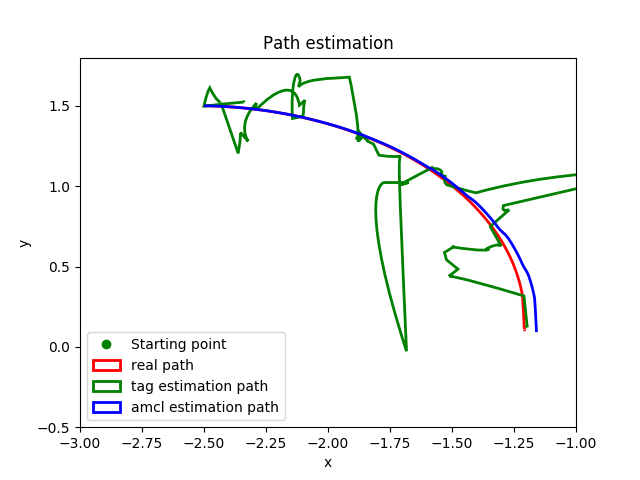 Path estimation
1.5
1.0
0.5
0.0
−0.5
y
Starting point
real path
tag estimation path
amcl estimation path
−3.00 −2.75 −2.50 −2.25 −2.00 −1.75 −1.50 −1.25 −1.00
x